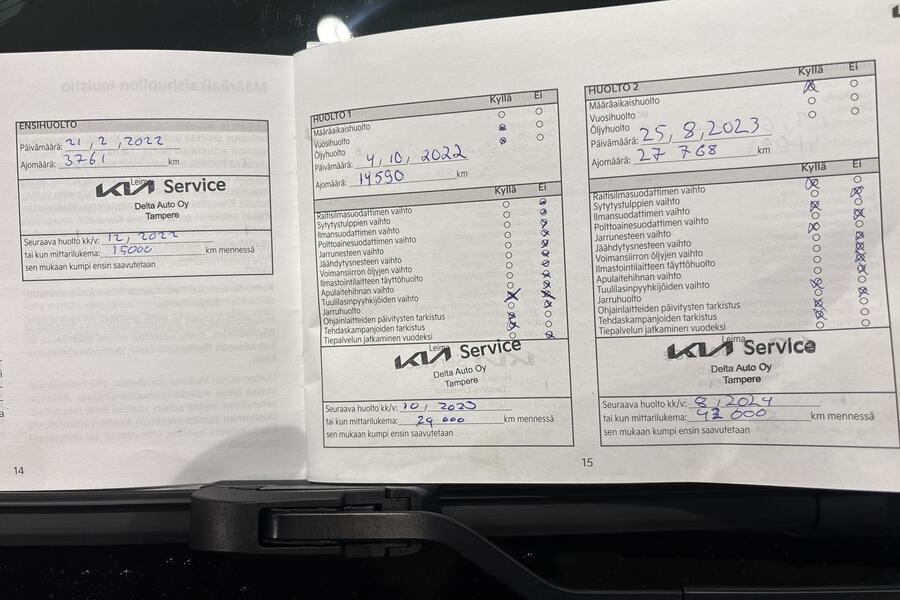 ENSIHUOLTO
Päivämäärä: 21,2,2022
Ajomäärä: 3761 km
Leima
KIA Service
Delta Auto Oy
Tampere
Seuraava huolto kk/v: 12, 2022
tai kun mittarilukema: 15000 km mennessä
sen mukaan kumpi ensin saavutetaan
14
HUOLTO 1 Kyllä Ei
Määräaikaishuolto
Vuosihuolto
Öljyhuolto
Päivämäärä: 4,10, 2022
Ajomäärä: 14590 km
Kyllä Ei
Raitisilmasuodattimen vaihto
Sytytystulppien vaihto
Ilmansuodattimen vaihto
Polttoainesuodattimen vaihto
Jarrunesteen vaihto
Jäähdytysnesteen vaihto
Voimansiirron öljyjen vaihto
Ilmastointilaitteen täyttöhuolto
Apulaitehihnan vaihto
Tuulilasinpyyhkijöiden vaihto
Jarruhuolto
Ohjainlaitteiden päivitysten tarkistus
Tehdaskampanjoiden tarkistus
Tiepalvelun jatkaminen vuodeksi
Leima
KIA Service
Delta Auto Oy
Tampere
Seuraava huolto kk/v: 10, 2023
tai kun mittarilukema: 29 000 km mennessä
sen mukaan kumpi ensin saavutetaan
15
HUOLTO 2 Kyllä Ei
Määräaikaishuolto
Vuosihuolto
Öljyhuolto
Päivämäärä: 25,8,2023
Ajomäärä: 27 768 km
Kyllä Ei
Raitisilmasuodattimen vaihto
Sytytystulppien vaihto
Ilmansuodattimen vaihto
Polttoainesuodattimen vaihto
Jarrunesteen vaihto
Jäähdytysnesteen vaihto
Voimansiirron öljyjen vaihto
Ilmastointilaitteen täyttöhuolto
Apulaitehihnan vaihto
Tuulilasinpyyhkijöiden vaihto
Jarruhuolto
Ohjainlaitteiden päivitysten tarkistus
Tehdaskampanjoiden tarkistus
Tiepalvelun jatkaminen vuodeksi
Leima
KIA Service
Delta Auto Oy
Tampere
Seuraava huolto kk/v: 8,2024
tai kun mittarilukema: 42 000 km mennessä
sen mukaan kumpi ensin saavutetaan